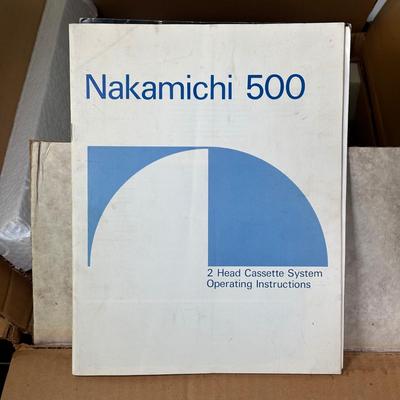 Nakamichi 500
2 Head Cassette System
Operating Instructions